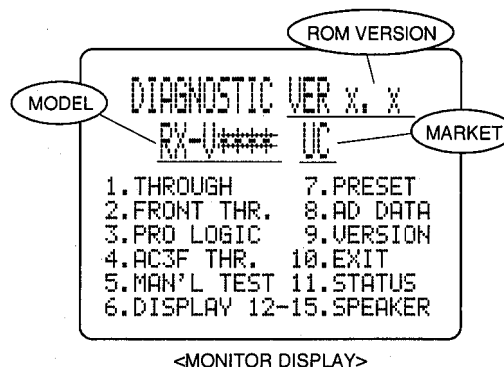 ROM VERSION
DIAGNOSTIC VER x. x
MODEL
RX-V**** UC
MARKET
1.THROUGH 7.PRESET
2.FRONT THR. 8.AD DATA
3.PRO LOGIC 9.VERSION
4.AC3F THR. 10.EXIT
5.MAN'L TEST 11.STATUS
6.DISPLAY 12-15.SPEAKER
<MONITOR DISPLAY>